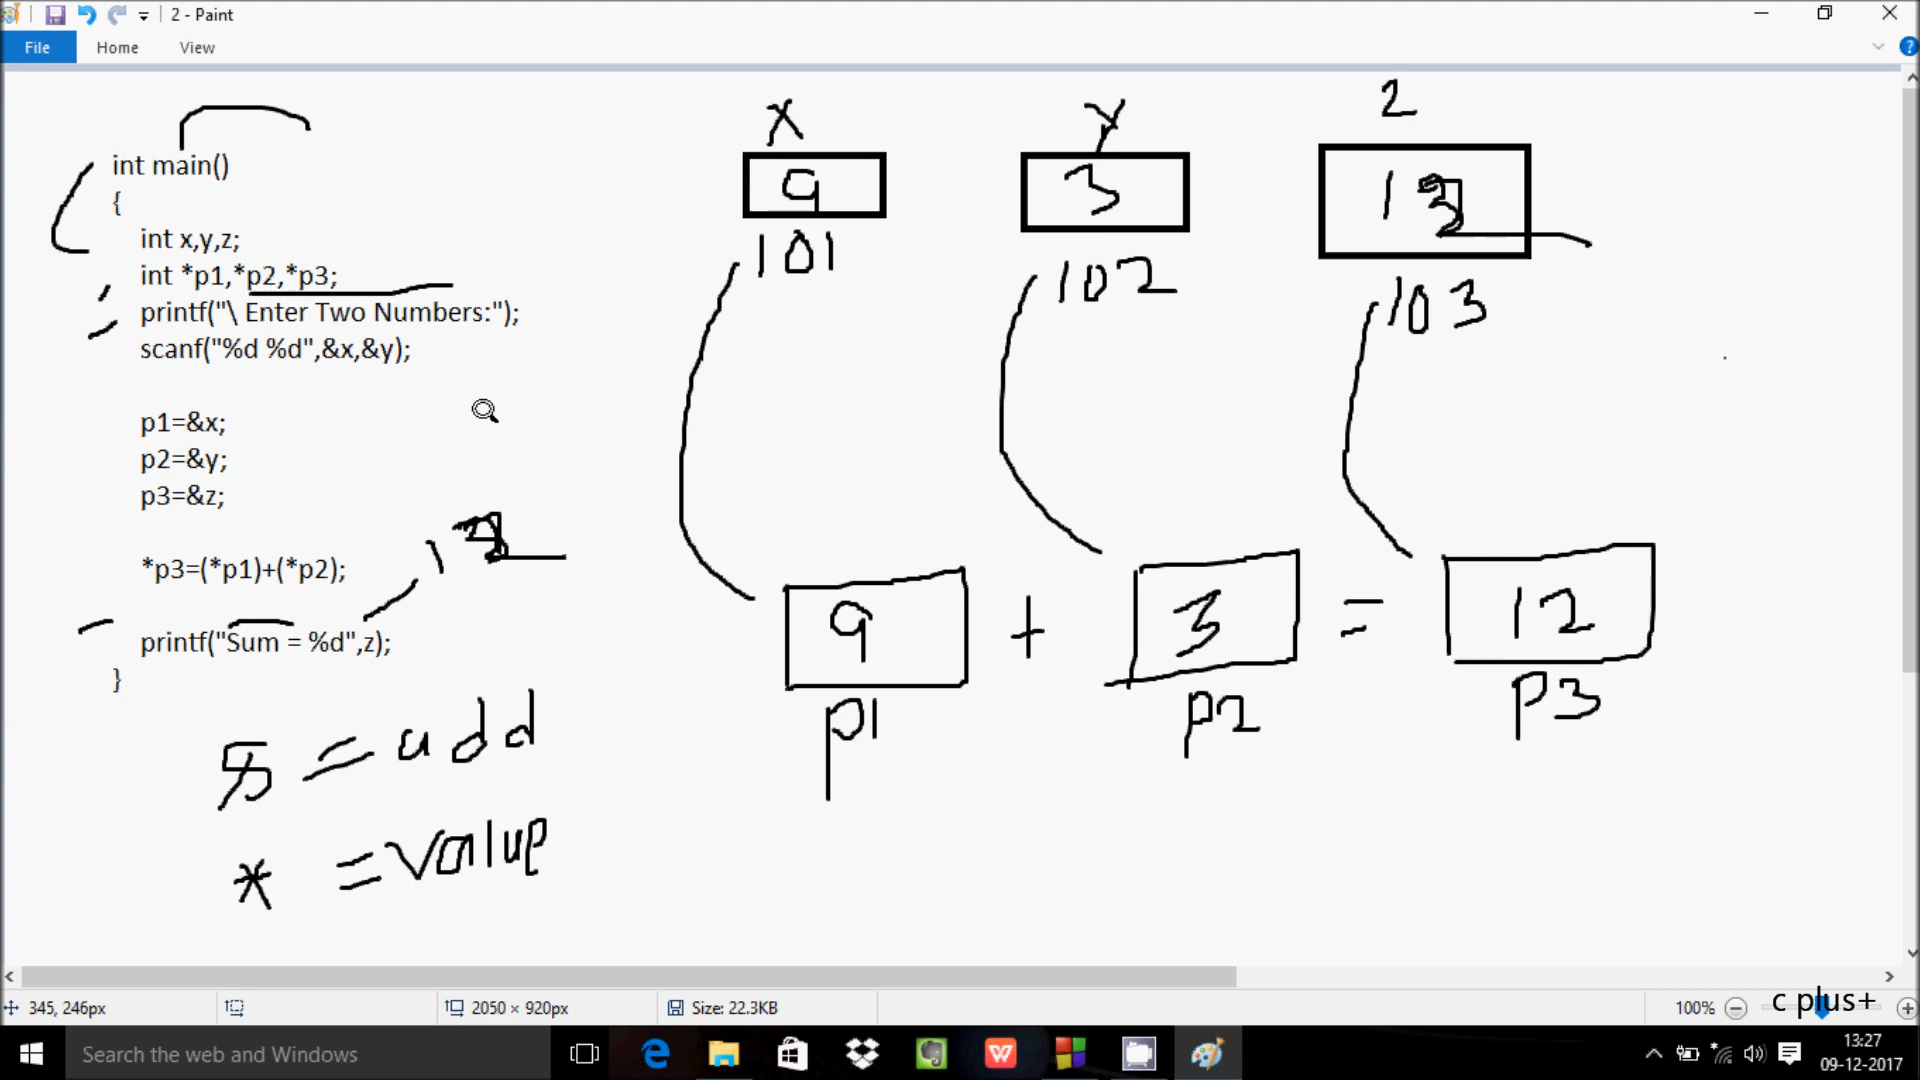 2 - Paint
File Home View
int main()
{
int x,y,z;
int *p1,*p2,*p3;
printf("\ Enter Two Numbers:");
scanf("%d %d",&x,&y);
p1=&x;
p2=&y;
p3=&z;
*p3=(*p1)+(*p2);
printf("Sum = %d",z);
}
x y 2
9 3 12
101 102 103
12
9 + 3 = 12
p1 p2 p3
= add
* = value
345, 246px
2050 × 920px
Size: 22.3KB
100%
c plus+
Search the web and Windows
13:27
09-12-2017